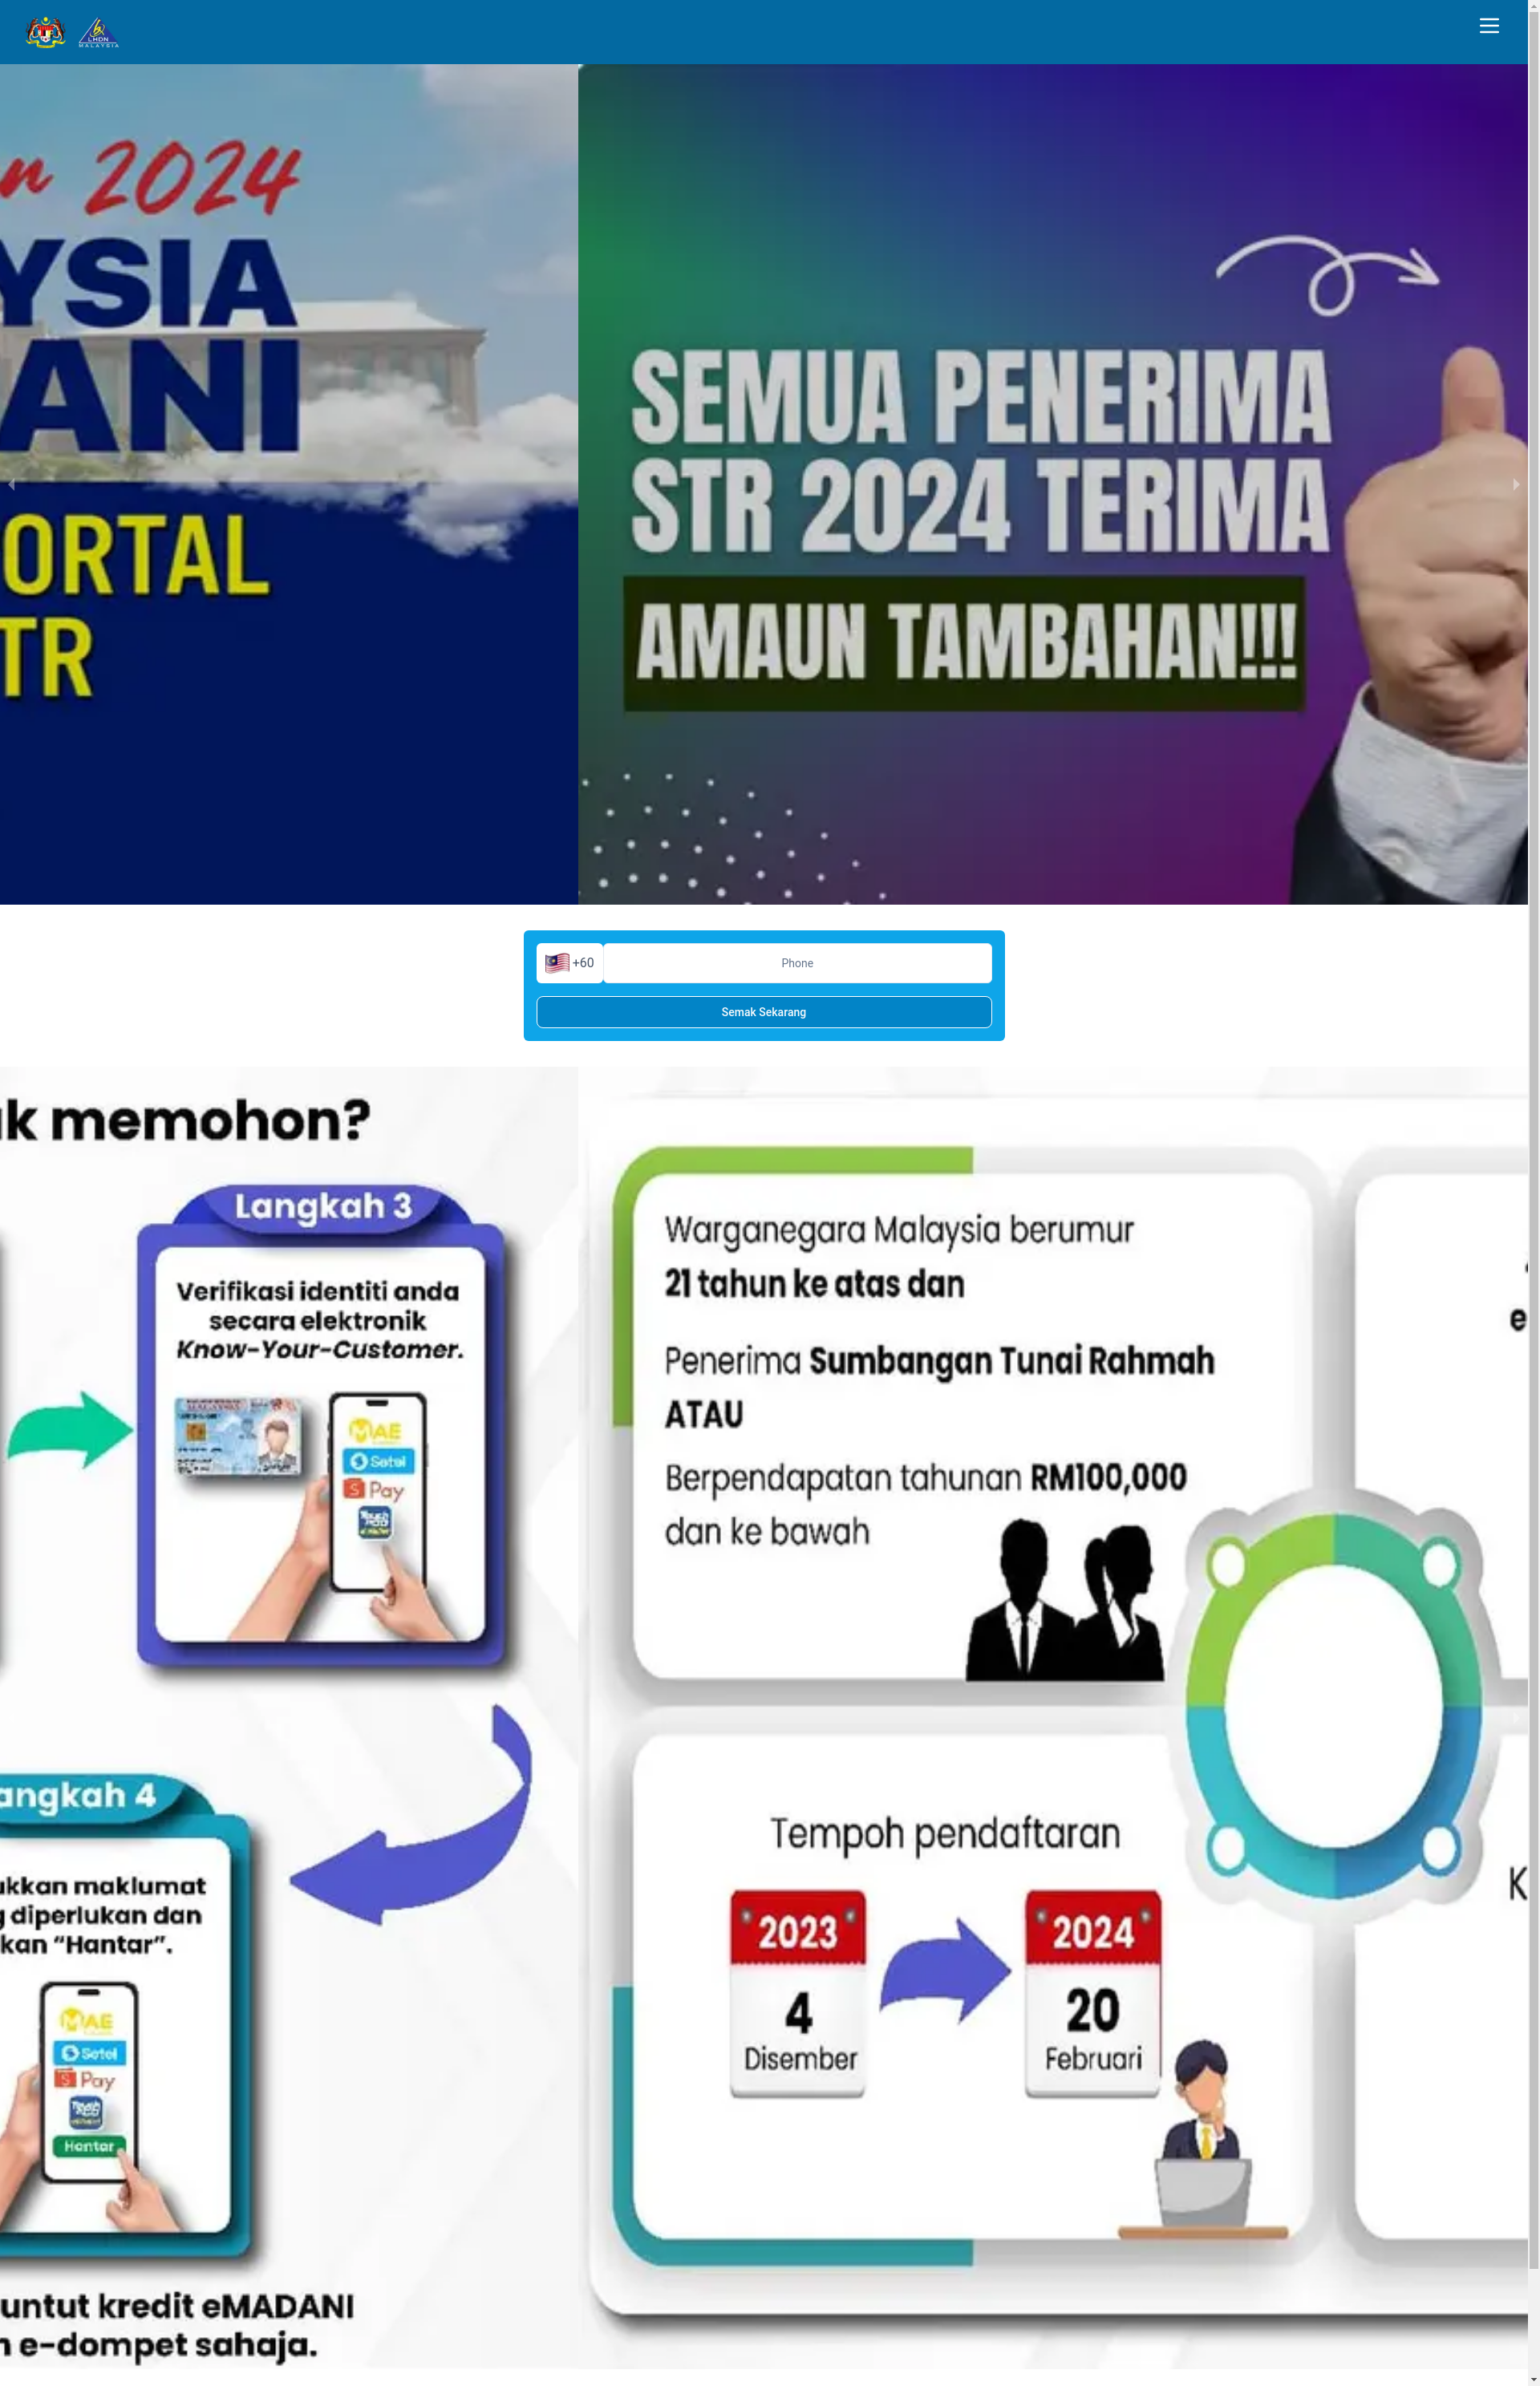 LHDN
MALAYSIA
2024
YSIA
ANI
ORTAL
TR
SEMUA PENERIMA
STR 2024 TERIMA
AMAUN TAMBAHAN!!!
+60
Phone
Semak Sekarang
ak memohon?
Langkah 3
Verifikasi identiti anda
secara elektronik
Know-Your-Customer.
MAE
Setel
S Pay
angkah 4
ukkan maklumat
g diperlukan dan
kan “Hantar”.
MAE
Setel
S Pay
Hantar
untut kredit eMADANI
n e-dompet sahaja.
Warganegara Malaysia berumur
21 tahun ke atas dan
Penerima Sumbangan Tunai Rahmah
ATAU
Berpendapatan tahunan RM100,000
dan ke bawah
Tempoh pendaftaran
2023
4
Disember
2024
20
Februari
e
K